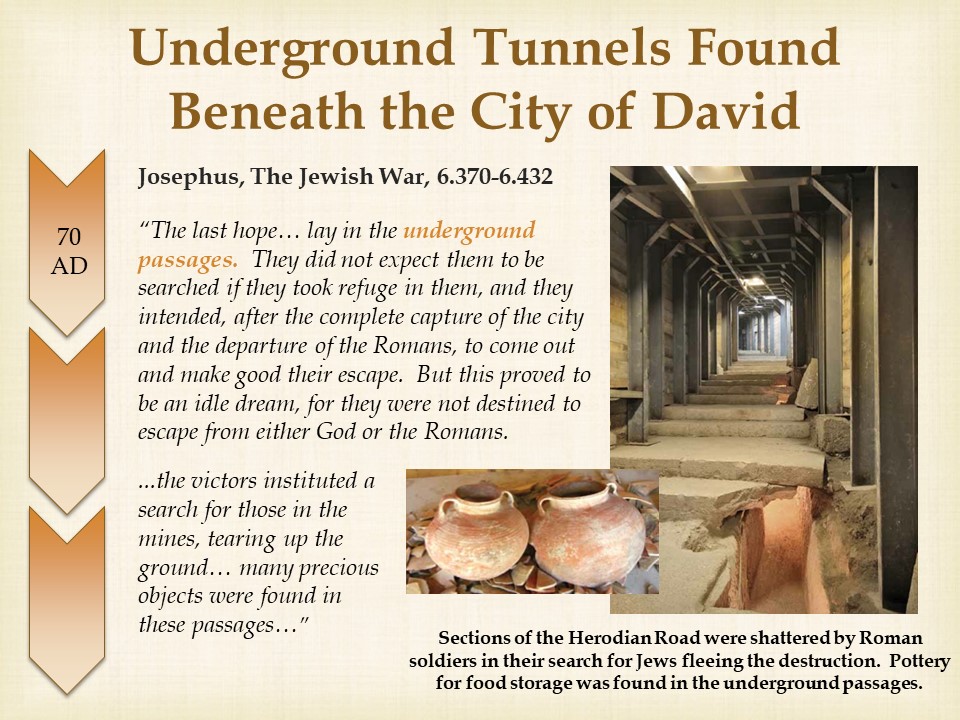 Underground Tunnels Found
Beneath the City of David
70
AD
Josephus, The Jewish War, 6.370-6.432
“The last hope… lay in the underground
passages.  They did not expect them to be
searched if they took refuge in them, and they
intended, after the complete capture of the city
and the departure of the Romans, to come out
and make good their escape.  But this proved to
be an idle dream, for they were not destined to
escape from either God or the Romans.
...the victors instituted a
search for those in the
mines, tearing up the
ground… many precious
objects were found in
these passages…”
Sections of the Herodian Road were shattered by Roman
soldiers in their search for Jews fleeing the destruction.  Pottery
for food storage was found in the underground passages.